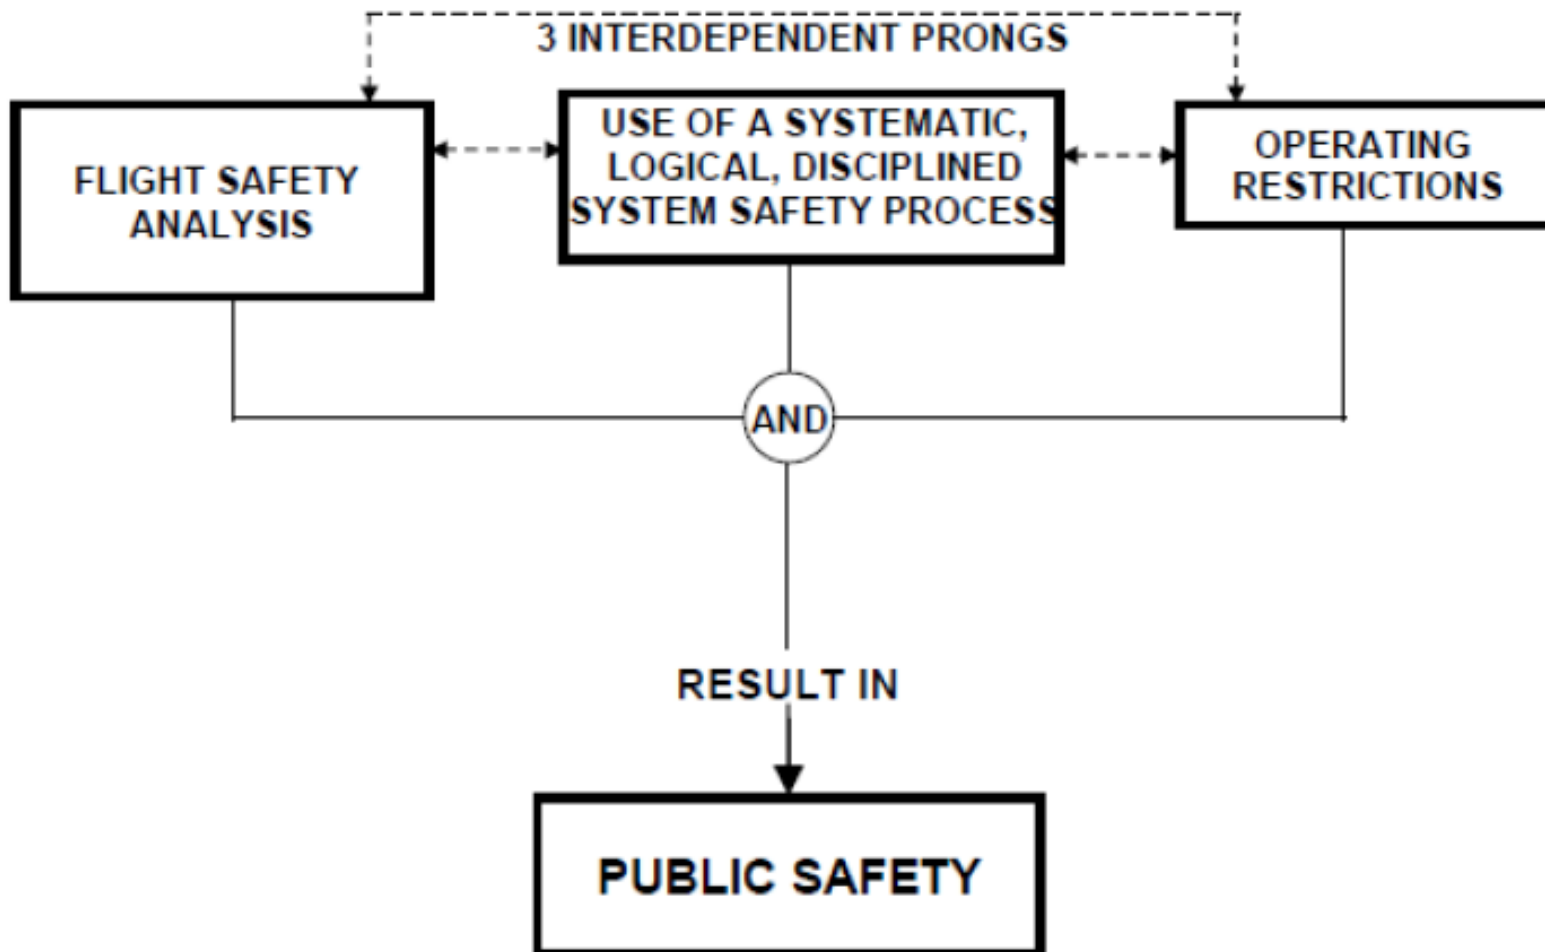 3 INTERDEPENDENT PRONGS
FLIGHT SAFETY
ANALYSIS
USE OF A SYSTEMATIC,
LOGICAL, DISCIPLINED
SYSTEM SAFETY PROCESS
OPERATING
RESTRICTIONS
AND
RESULT IN
PUBLIC SAFETY